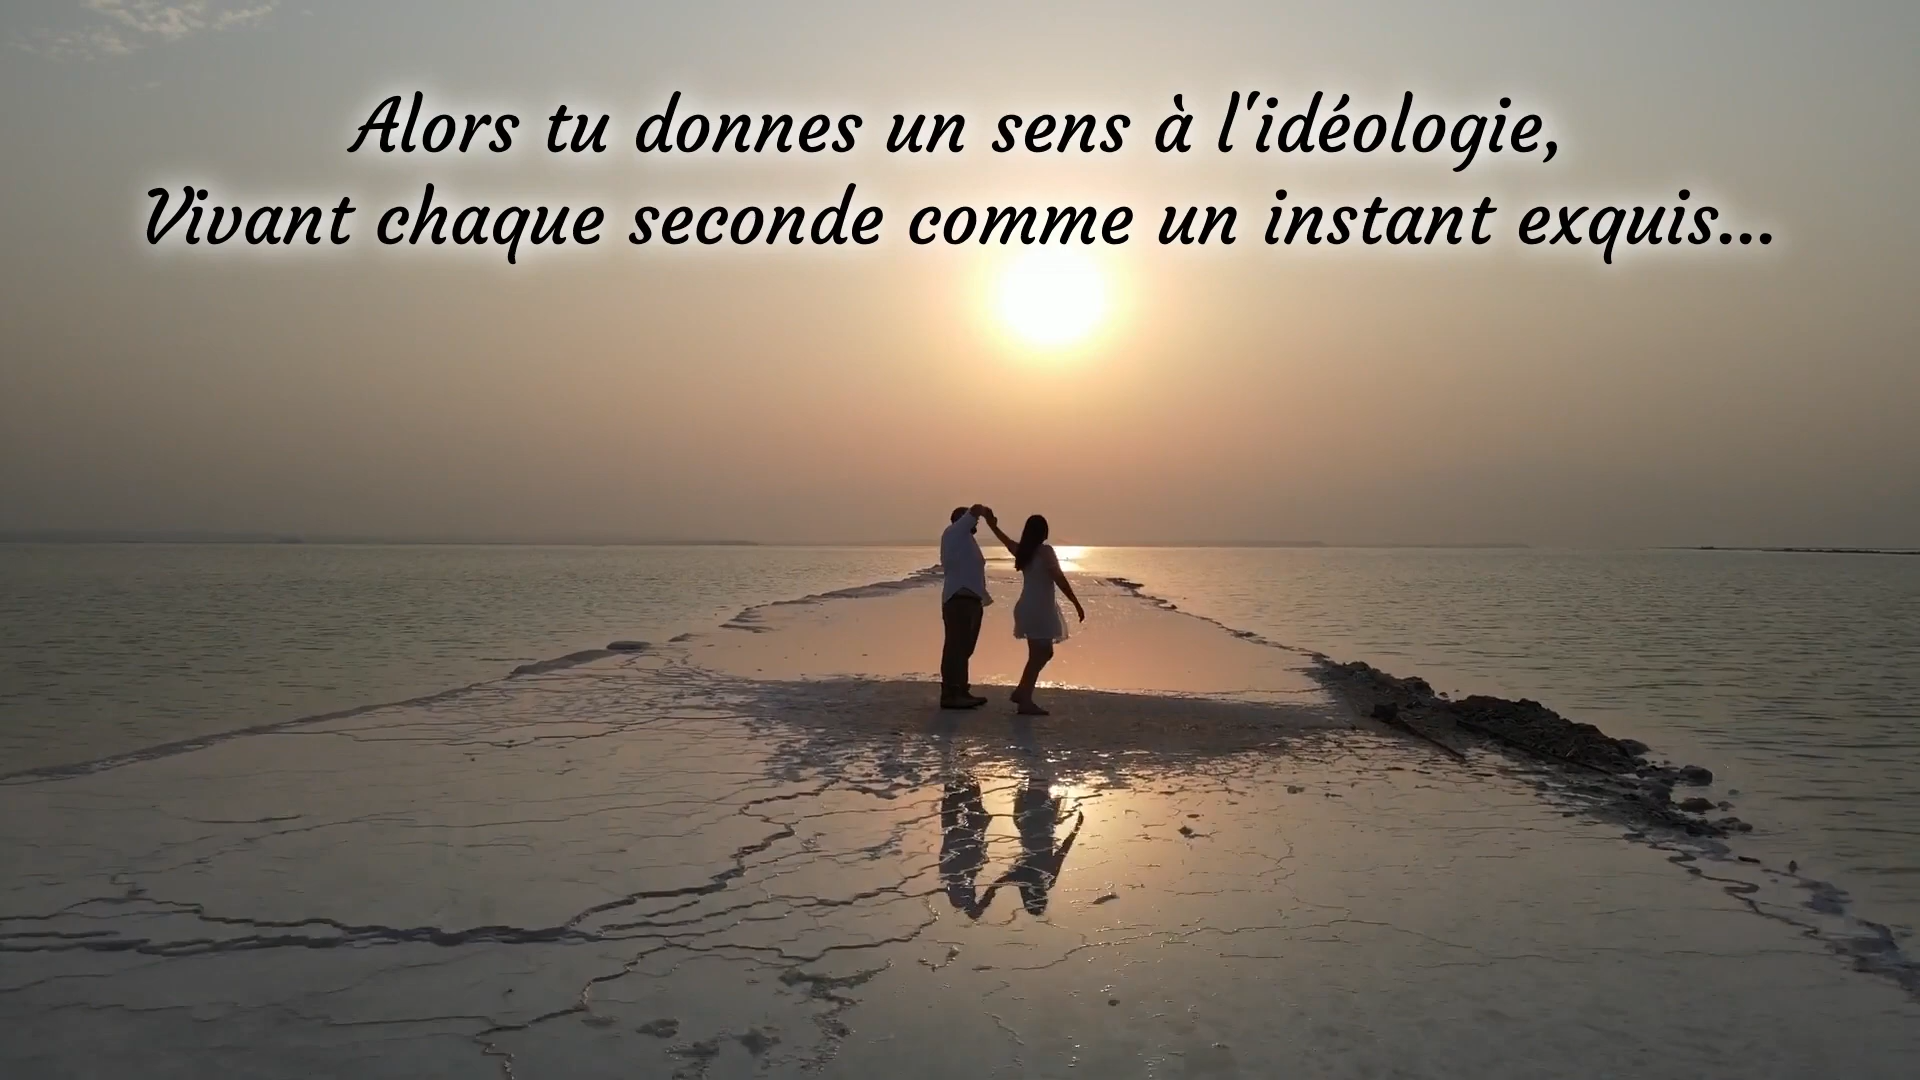 Alors tu donnes un sens à l'idéologie,
Vivant chaque seconde comme un instant exquis...